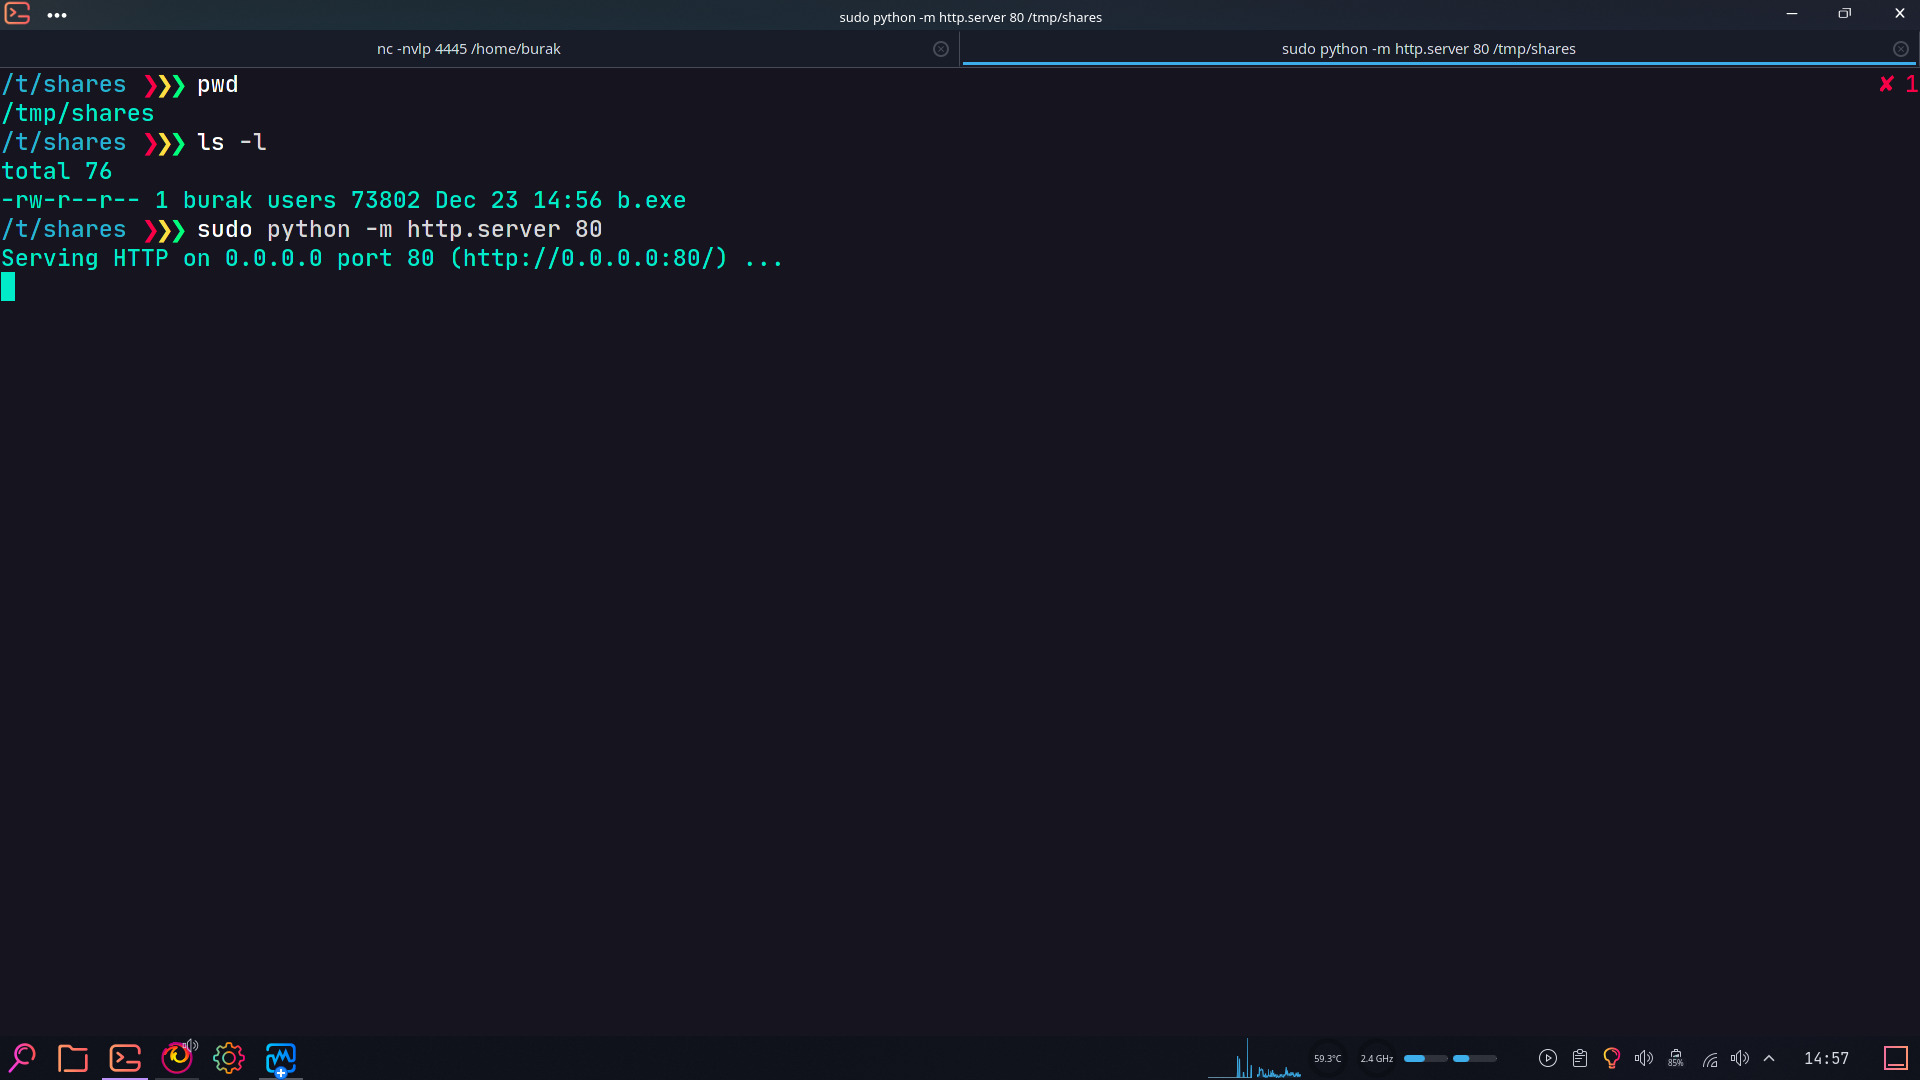 sudo python -m http.server 80 /tmp/shares
nc -nvlp 4445 /home/burak
sudo python -m http.server 80 /tmp/shares
/t/shares ❯❯❯ pwd ✘ 1
/tmp/shares
/t/shares ❯❯❯ ls -l
total 76
-rw-r--r-- 1 burak users 73802 Dec 23 14:56 b.exe
/t/shares ❯❯❯ sudo python -m http.server 80
Serving HTTP on 0.0.0.0 port 80 (http://0.0.0.0:80/) ...
59.3°C 2.4 GHz 85% 14:57